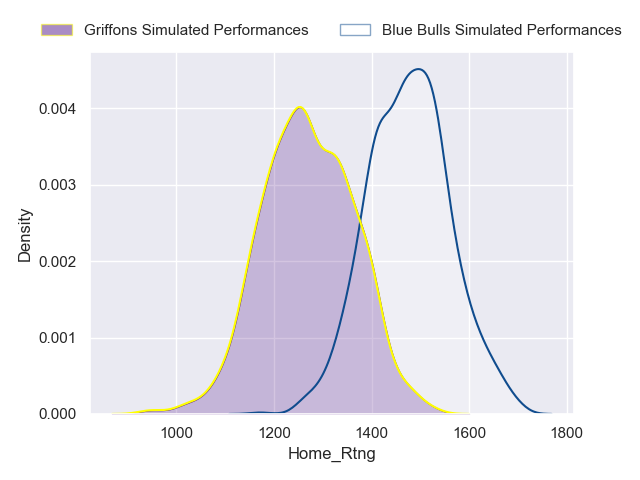 Griffons Simulated Performances Blue Bulls Simulated Performances
0.004
0.003
0.002
0.001
0.000
Density
1000 1200 1400 1600 1800
Home_Rtng